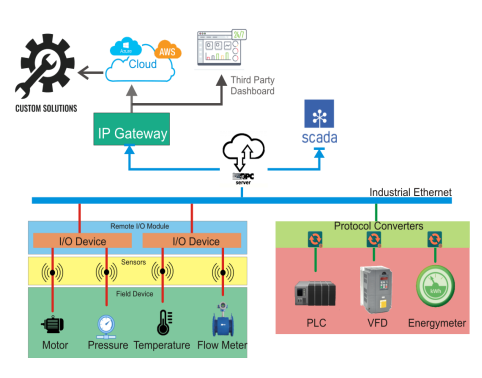 Azure
AWS
Cloud
CUSTOM SOLUTIONS
Third Party
Dashboard
IP Gateway
scada
OPC
server
Industrial Ethernet
Remote I/O Module
I/O Device
I/O Device
Sensors
Field Device
Motor
Pressure
Temperature
Flow Meter
Protocol Converters
kWh
PLC
VFD
Energymeter